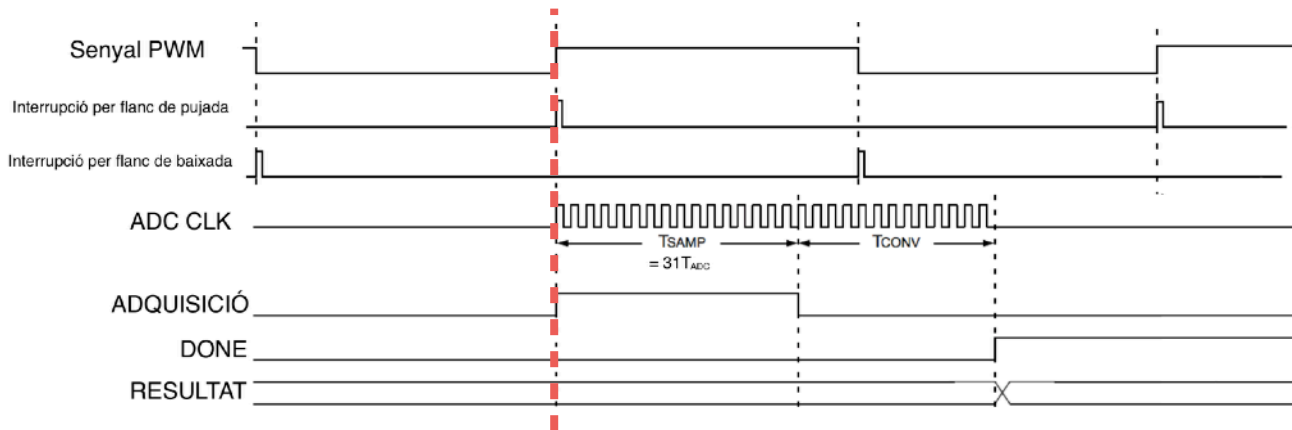 Senyal PWM
Interrupció per flanc de pujada
Interrupció per flanc de baixada
ADC CLK
TSAMP
= 31TADC
TCONV
ADQUISICIÓ
DONE
RESULTAT